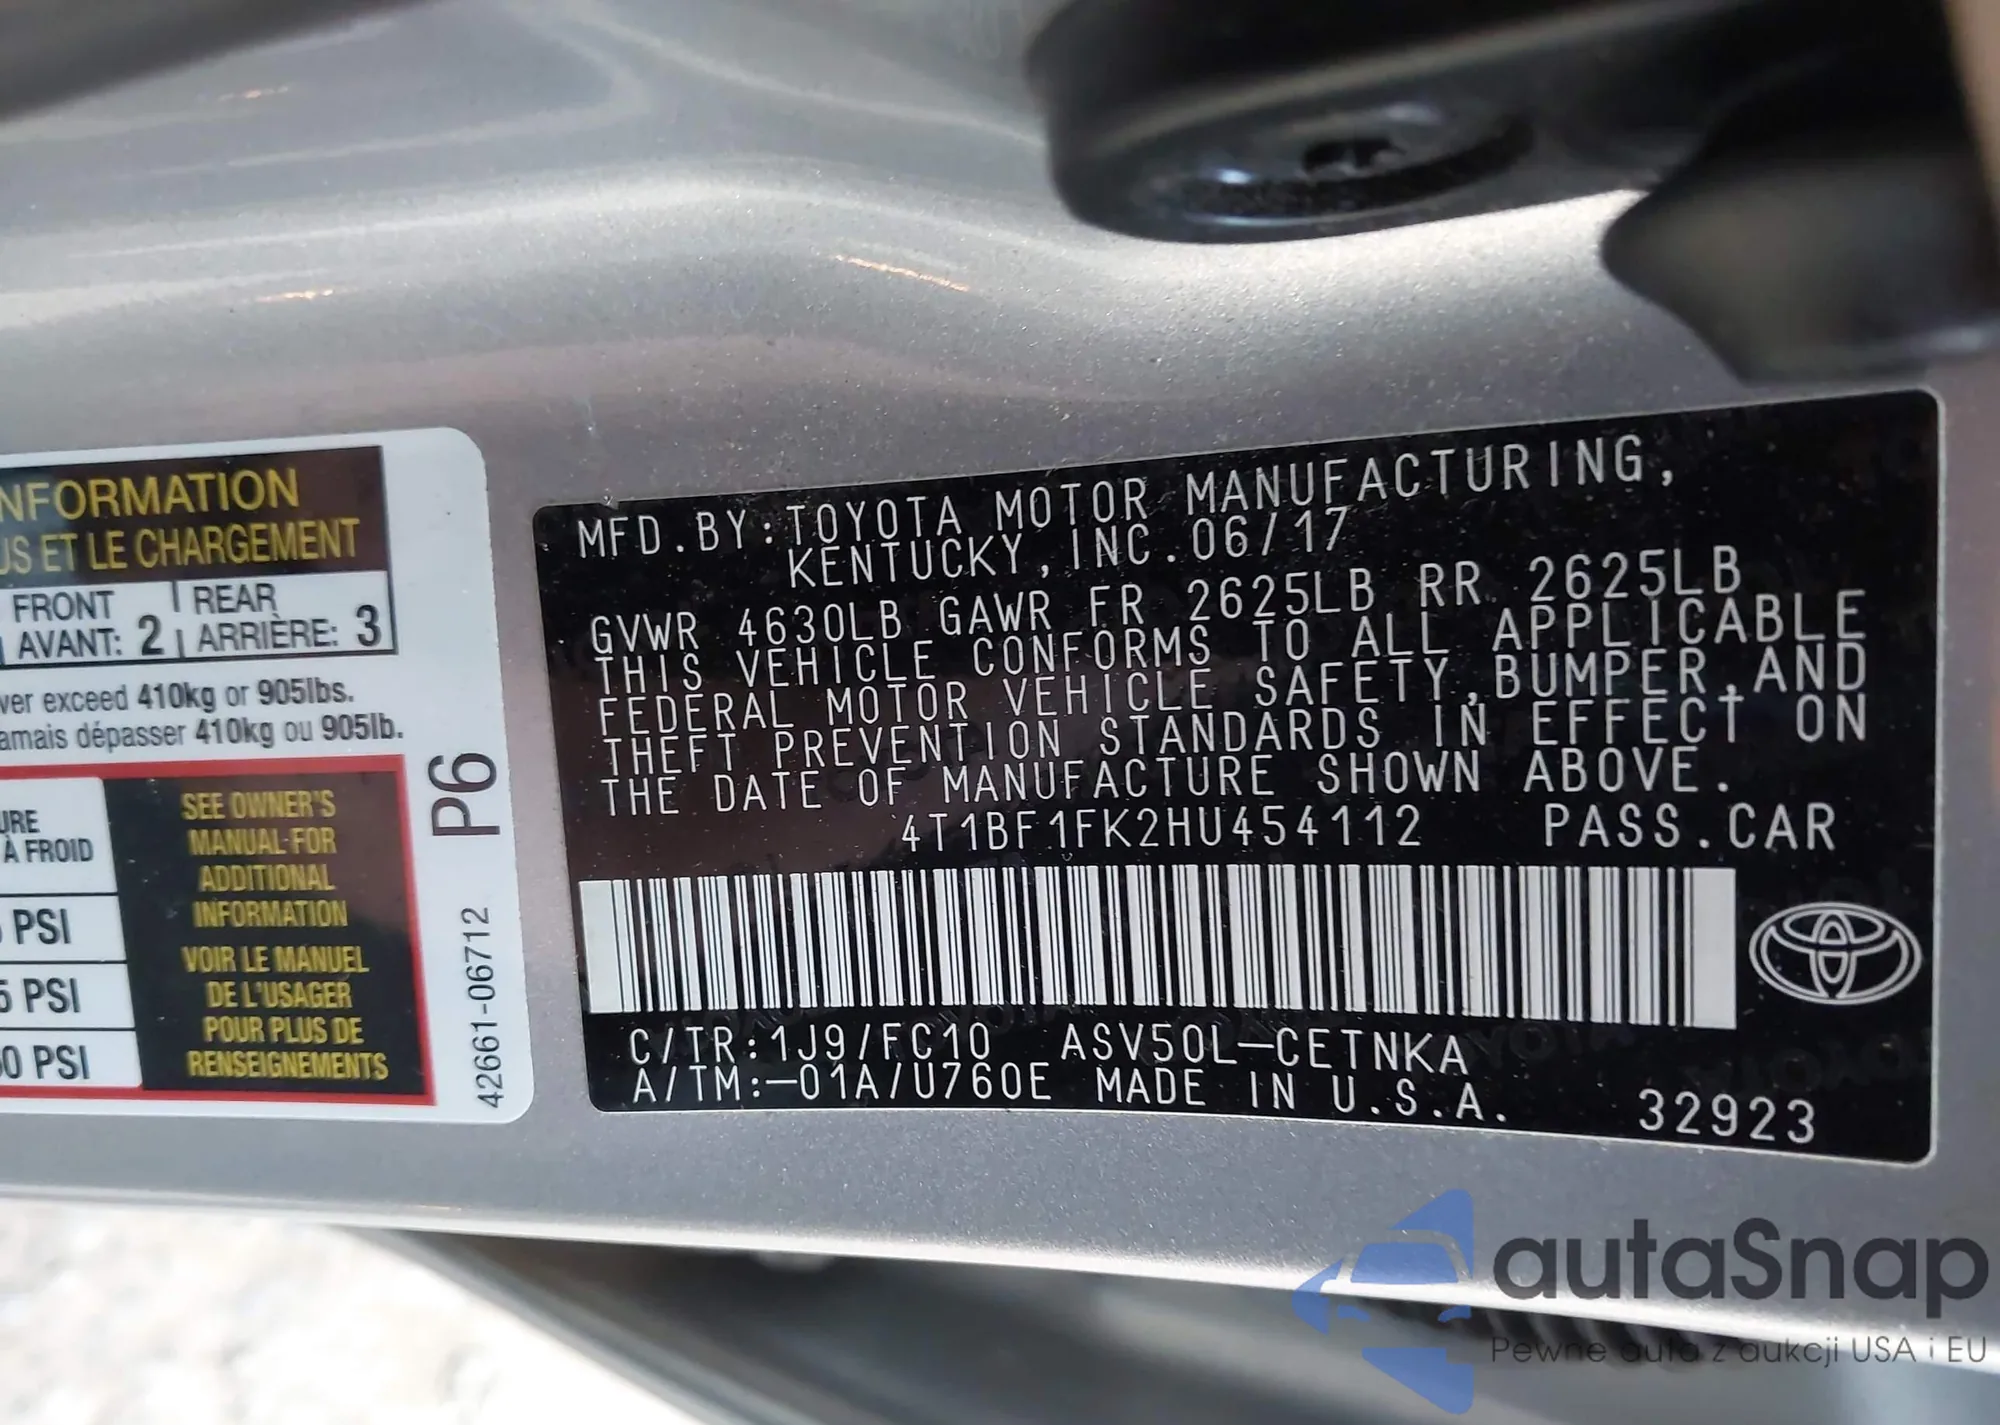 NFORMATION
US ET LE CHARGEMENT
FRONT REAR
AVANT: 2 ARRIÈRE: 3
ver exceed 410kg or 905lbs.
amais dépasser 410kg ou 905lb.
URE
À FROID
PSI
5 PSI
0 PSI
SEE OWNER'S
MANUAL FOR
ADDITIONAL
INFORMATION
VOIR LE MANUEL
DE L'USAGER
POUR PLUS DE
RENSEIGNEMENTS
P6
42661-06712
MFD.BY:TOYOTA MOTOR MANUFACTURING,
KENTUCKY,INC.06/17
GVWR 4630LB GAWR FR 2625LB RR 2625LB
THIS VEHICLE CONFORMS TO ALL APPLICABLE
FEDERAL MOTOR VEHICLE SAFETY,BUMPER,AND
THEFT PREVENTION STANDARDS IN EFFECT ON
THE DATE OF MANUFACTURE SHOWN ABOVE.
4T1BF1FK2HU454112 PASS.CAR
C/TR:1J9/FC10 ASV50L-CETNKA
A/TM:-01A/U760E MADE IN U.S.A.
32923
autaSnap
Pewne auta z aukcji USA i EU